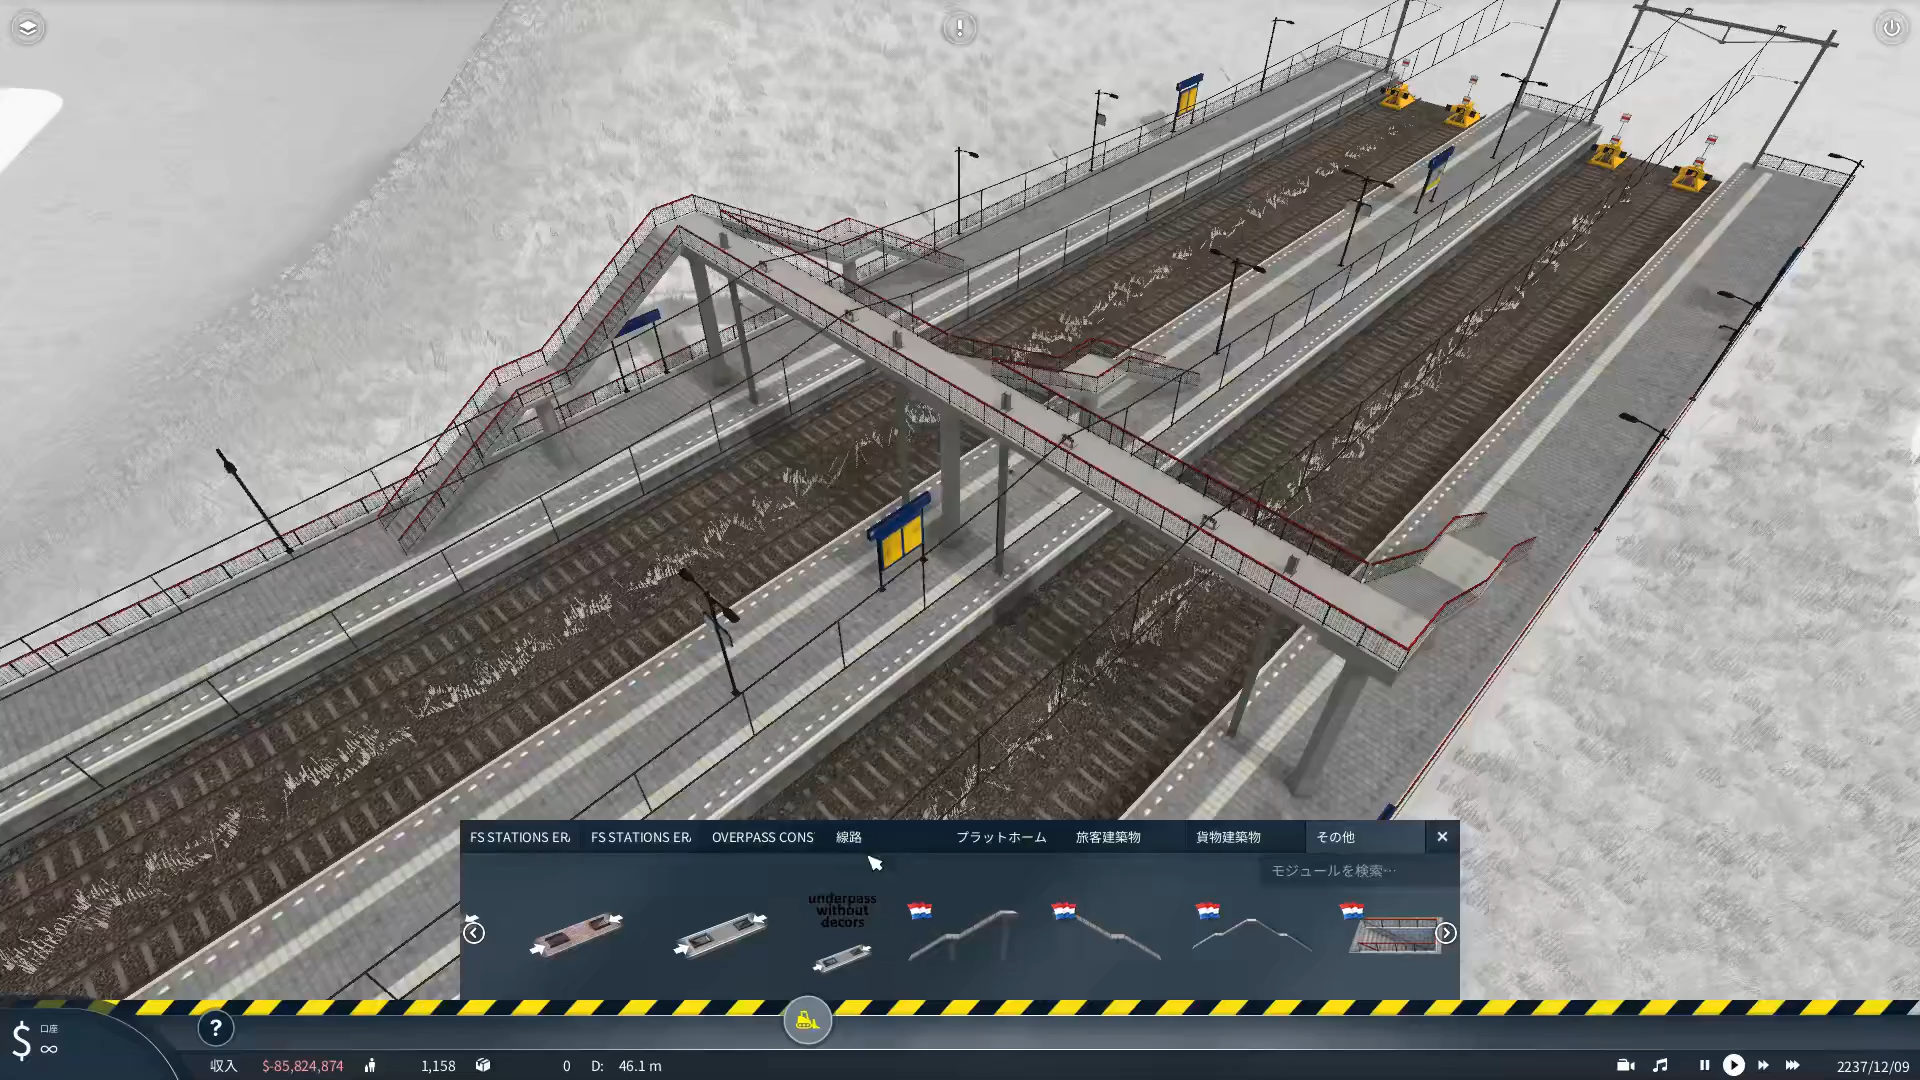 FS STATIONS ER
FS STATIONS ER
OVERPASS CONS
線路
プラットホーム
旅客建築物
貨物建築物
その他
モジュールを検索…
underpass
without
decors
$
口座
∞
?
収入
$-85,824,874
1,158
0
D:
46.1 m
2237/12/09